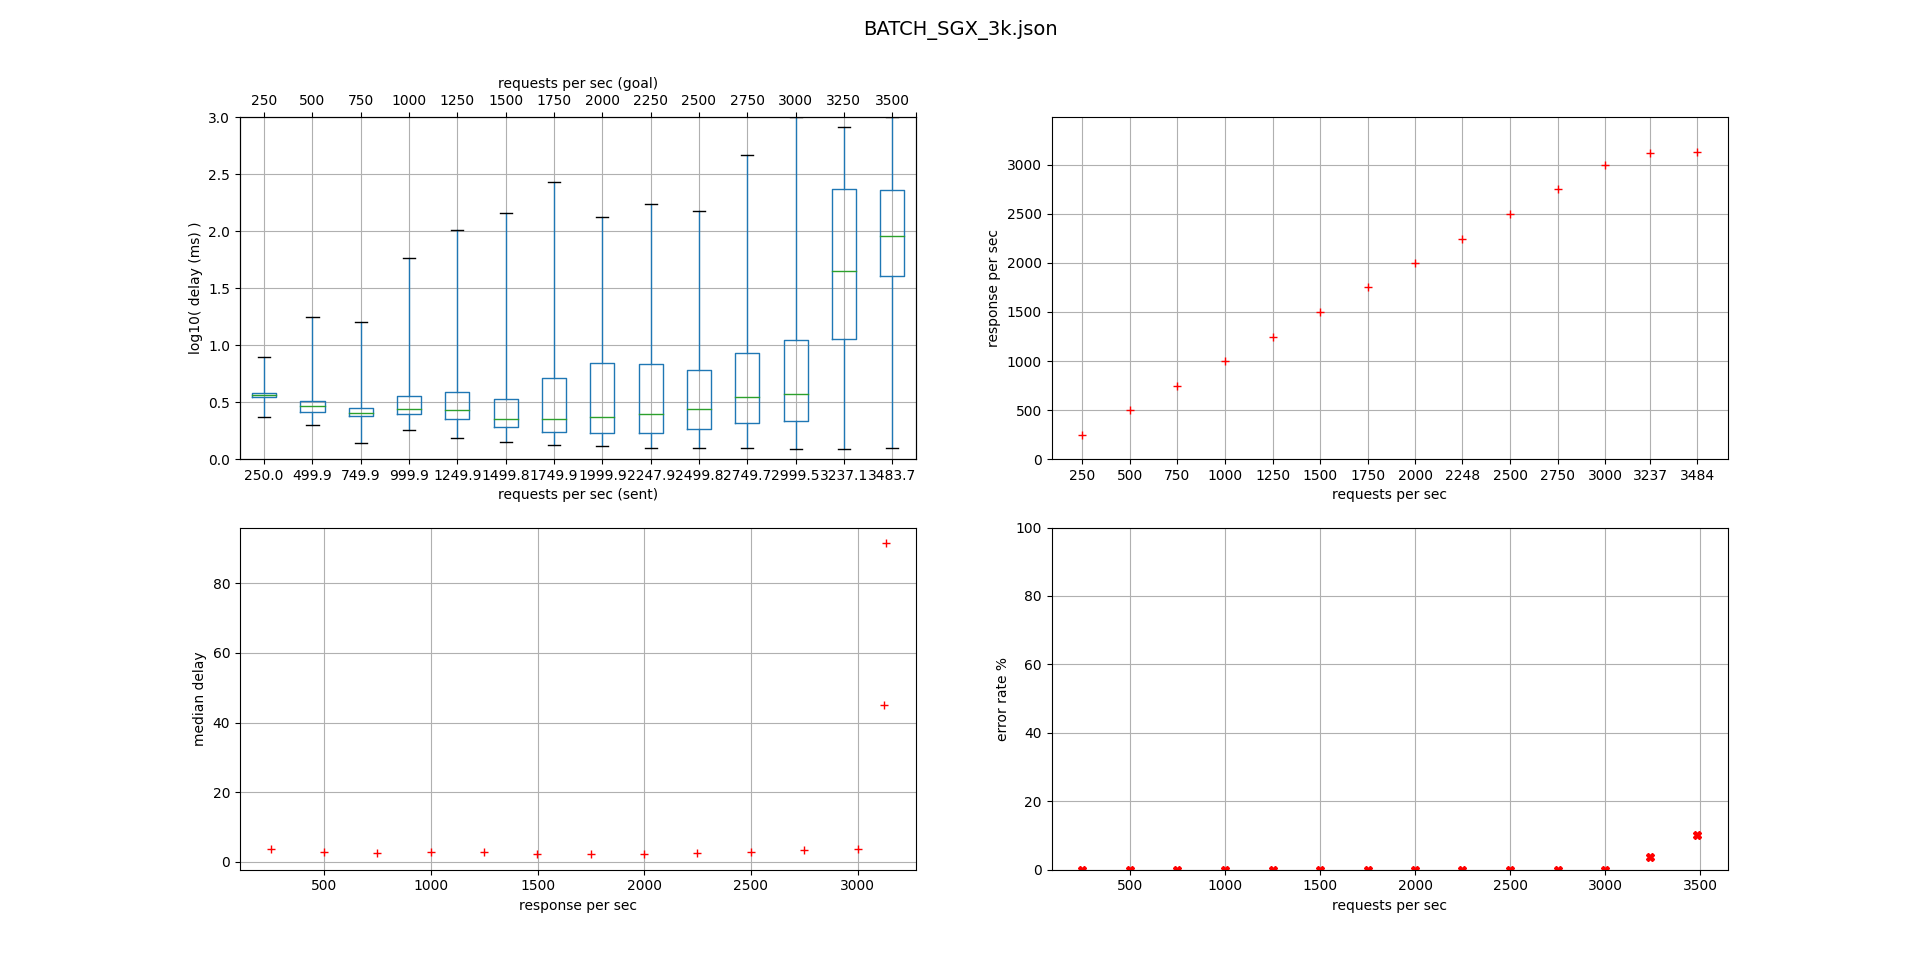 BATCH_SGX_3k.json
requests per sec (goal)
250 500 750 1000 1250 1500 1750 2000 2250 2500 2750 3000 3250 3500
3.0
2.5
2.0
1.5
1.0
0.5
0.0
log10( delay (ms) )
250.0 499.9 749.9 999.9 1249.9 1499.8 1749.9 1999.9 2247.9 2499.8 2749.7 2999.5 3237.1 3483.7
requests per sec (sent)
3000
2500
2000
1500
1000
500
0
response per sec
250 500 750 1000 1250 1500 1750 2000 2248 2500 2750 3000 3237 3484
requests per sec
80
60
40
20
0
median delay
500 1000 1500 2000 2500 3000
response per sec
100
80
60
40
20
0
error rate %
500 1000 1500 2000 2500 3000 3500
requests per sec